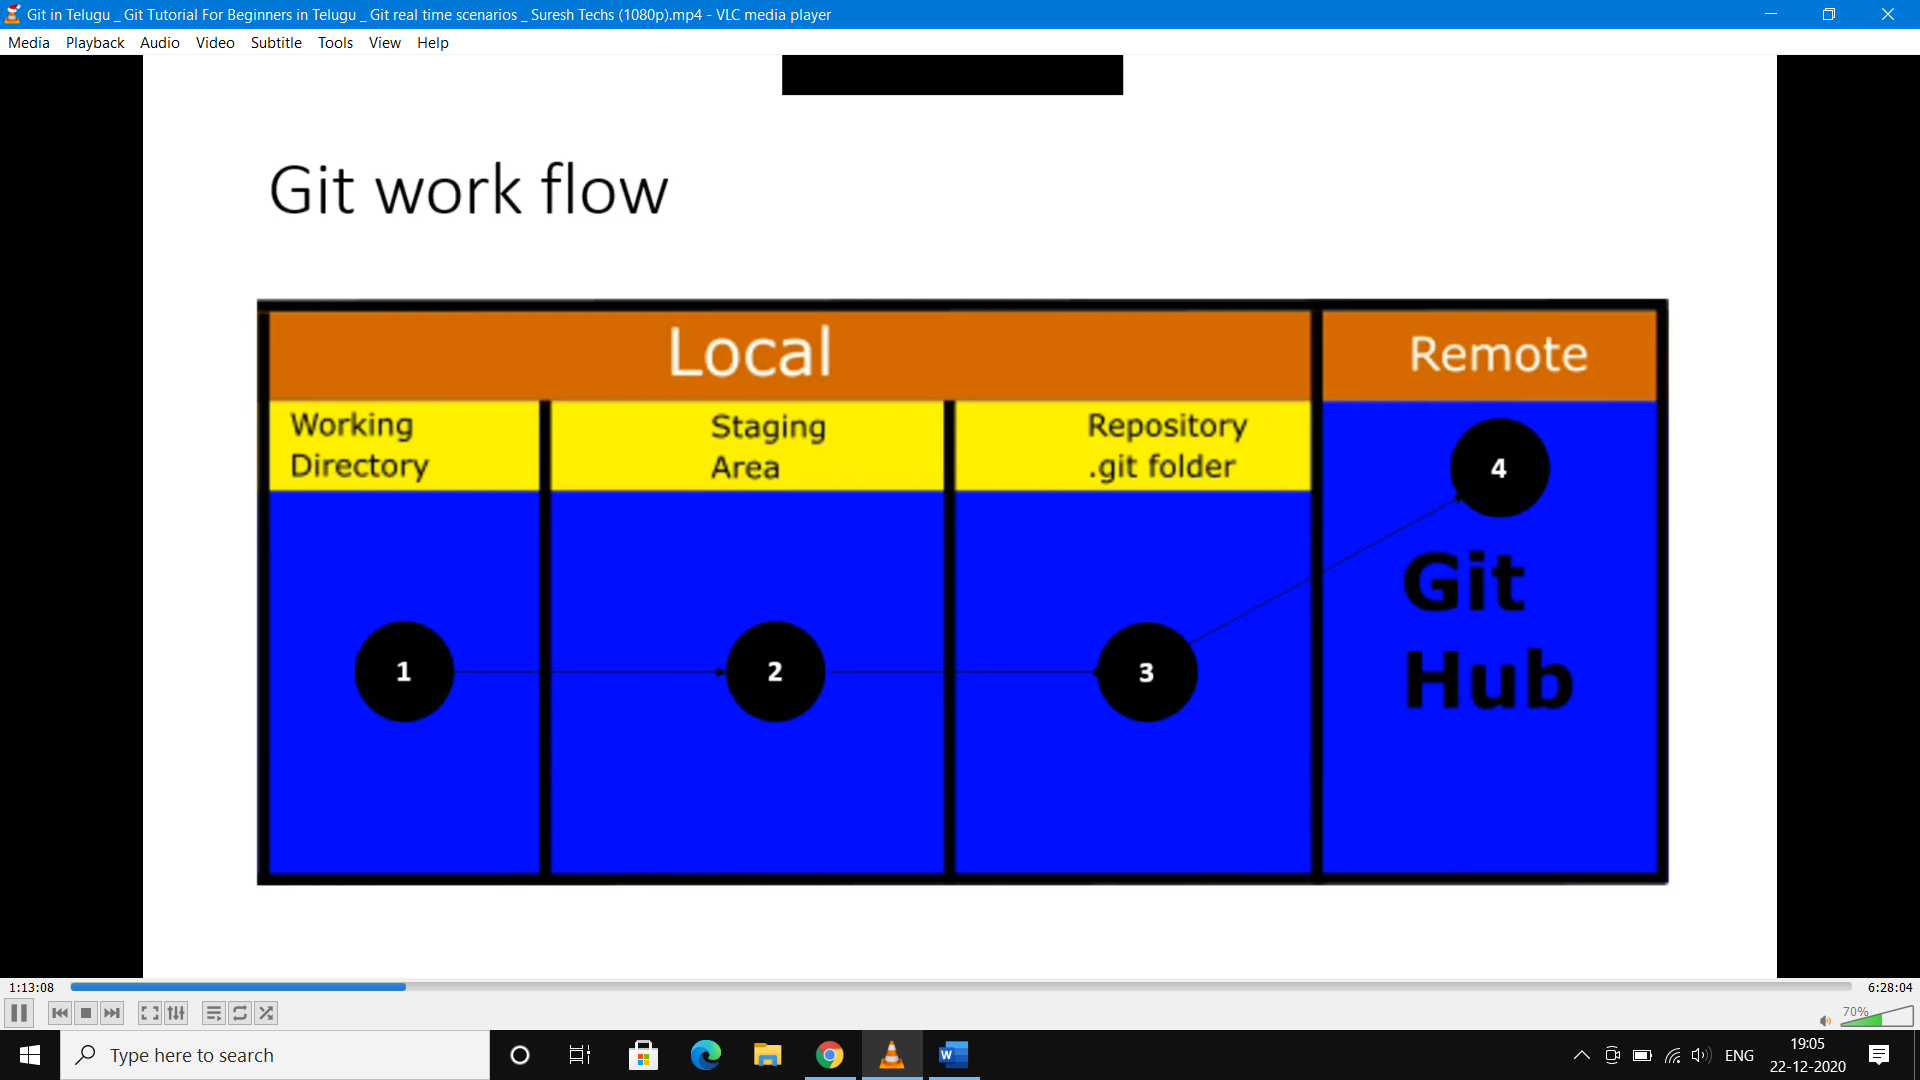 Git in Telugu _ Git Tutorial For Beginners in Telugu _ Git real time scenarios _ Suresh Techs (1080p).mp4 - VLC media player
Media Playback Audio Video Subtitle Tools View Help
Git work flow
Local
Remote
Working
Directory
Staging
Area
Repository
.git folder
4
Git
Hub
1
2
3
1:13:08
6:28:04
70%
Type here to search
W
ENG
19:05
22-12-2020